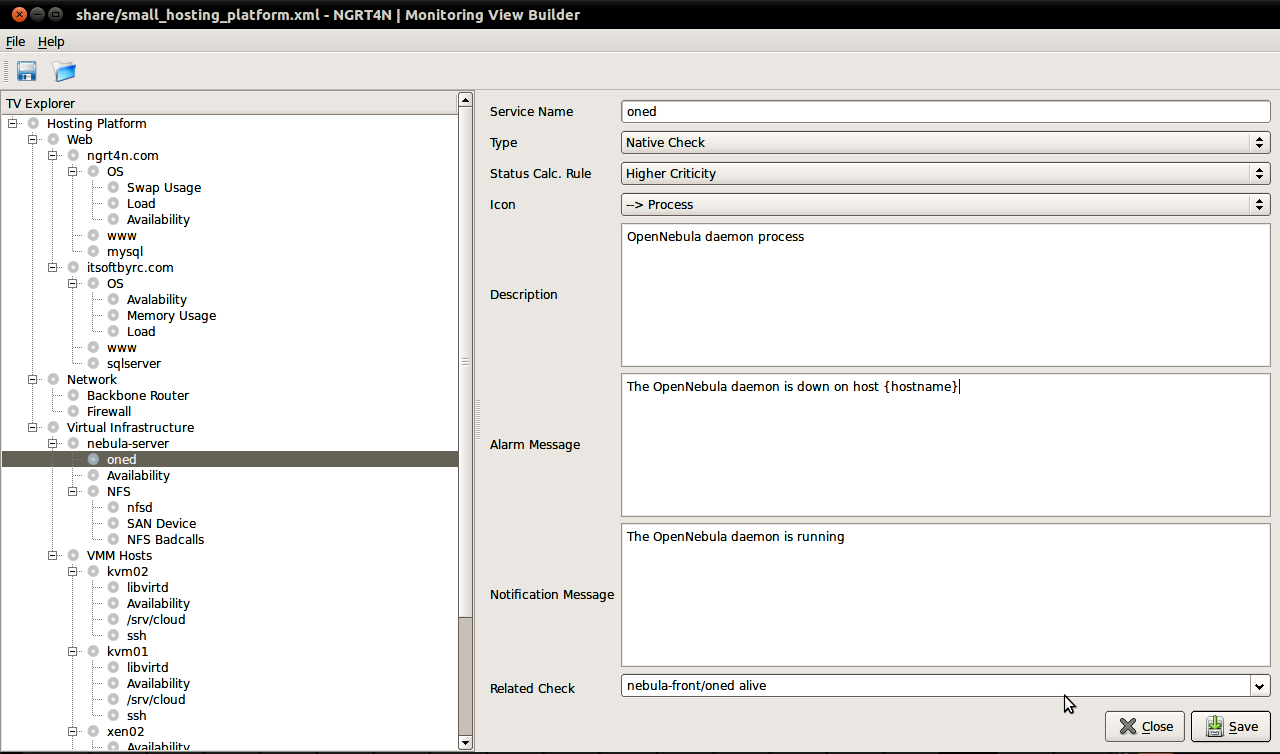 share/small_hosting_platform.xml - NGRT4N | Monitoring View Builder
File Help
TV Explorer
Hosting Platform
Web
ngrt4n.com
OS
Swap Usage
Load
Availability
www
mysql
itsoftbyrc.com
OS
Avalability
Memory Usage
Load
www
sqlserver
Network
Backbone Router
Firewall
Virtual Infrastructure
nebula-server
oned
Availability
NFS
nfsd
SAN Device
NFS Badcalls
VMM Hosts
kvm02
libvirtd
Availability
/srv/cloud
ssh
kvm01
libvirtd
Availability
/srv/cloud
ssh
xen02
Availability
Service Name oned
Type Native Check
Status Calc. Rule Higher Criticity
Icon --> Process
Description OpenNebula daemon process
Alarm Message The OpenNebula daemon is down on host {hostname}
Notification Message The OpenNebula daemon is running
Related Check nebula-front/oned alive
Close Save